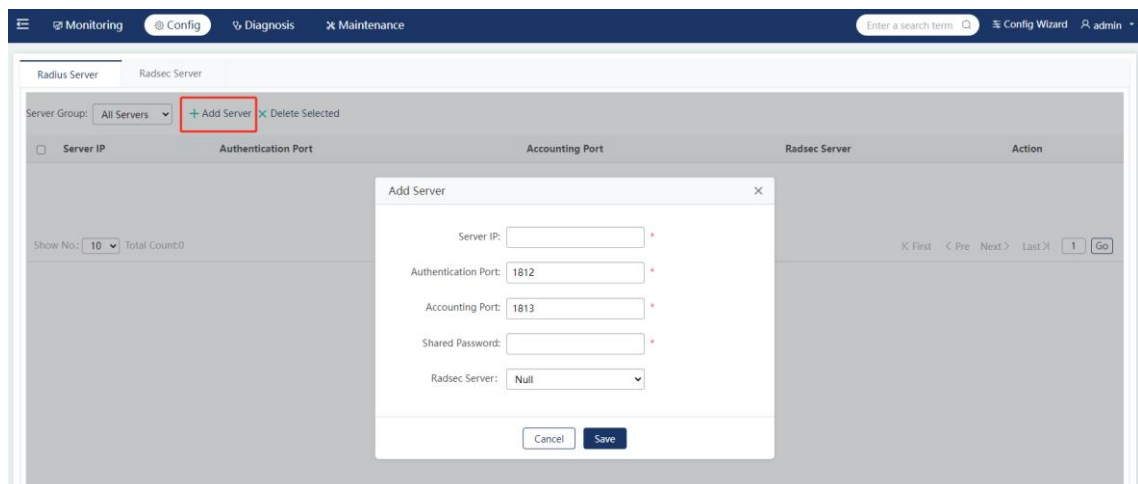 Monitoring Config Diagnosis Maintenance Enter a search term Config Wizard admin
Radius Server Radsec Server
Server Group: All Servers + Add Server × Delete Selected
Server IP Authentication Port Accounting Port Radsec Server Action
Add Server ×
Server IP: *
Show No.: 10 Total Count:0 First < Pre Next > Last 1 Go
Authentication Port: 1812 *
Accounting Port: 1813 *
Shared Password: *
Radsec Server: Null
Cancel Save